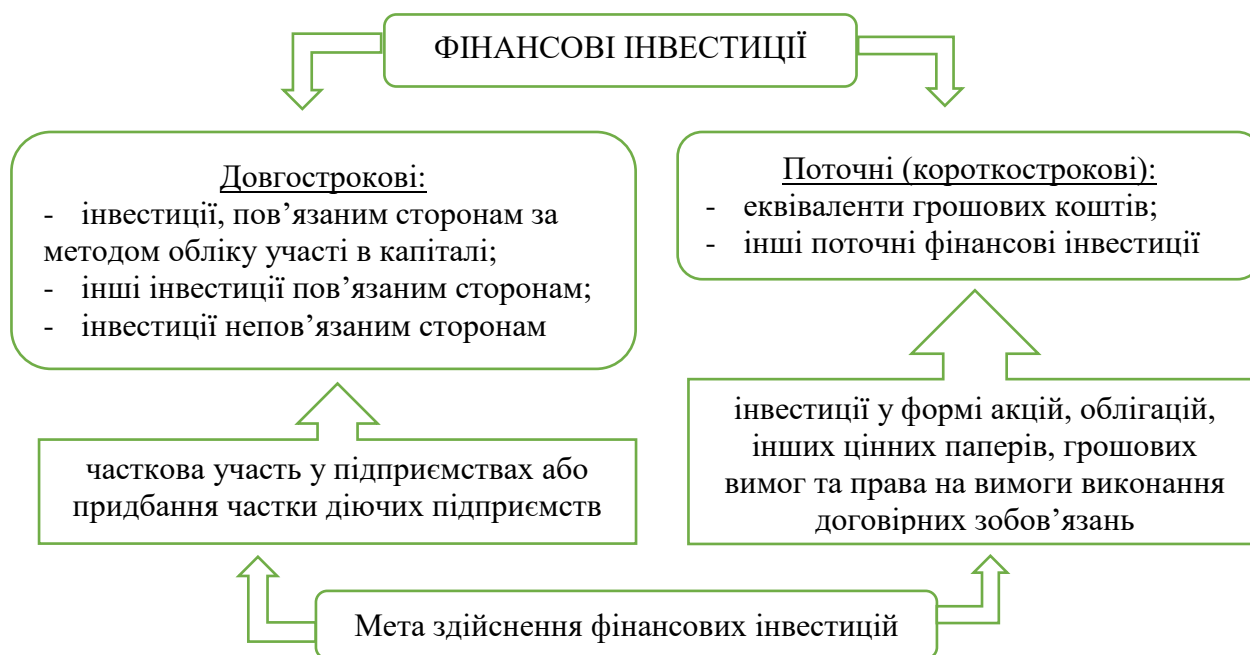 ФІНАНСОВІ ІНВЕСТИЦІЇ
Довгострокові:
- інвестиції, пов’язаним сторонам за
методом обліку участі в капіталі;
- інші інвестиції пов’язаним сторонам;
- інвестиції непов’язаним сторонам
Поточні (короткострокові):
- еквіваленти грошових коштів;
- інші поточні фінансові інвестиції
часткова участь у підприємствах або
придбання частки діючих підприємств
інвестиції у формі акцій, облігацій,
інших цінних паперів, грошових
вимог та права на вимоги виконання
договірних зобов’язань
Мета здійснення фінансових інвестицій